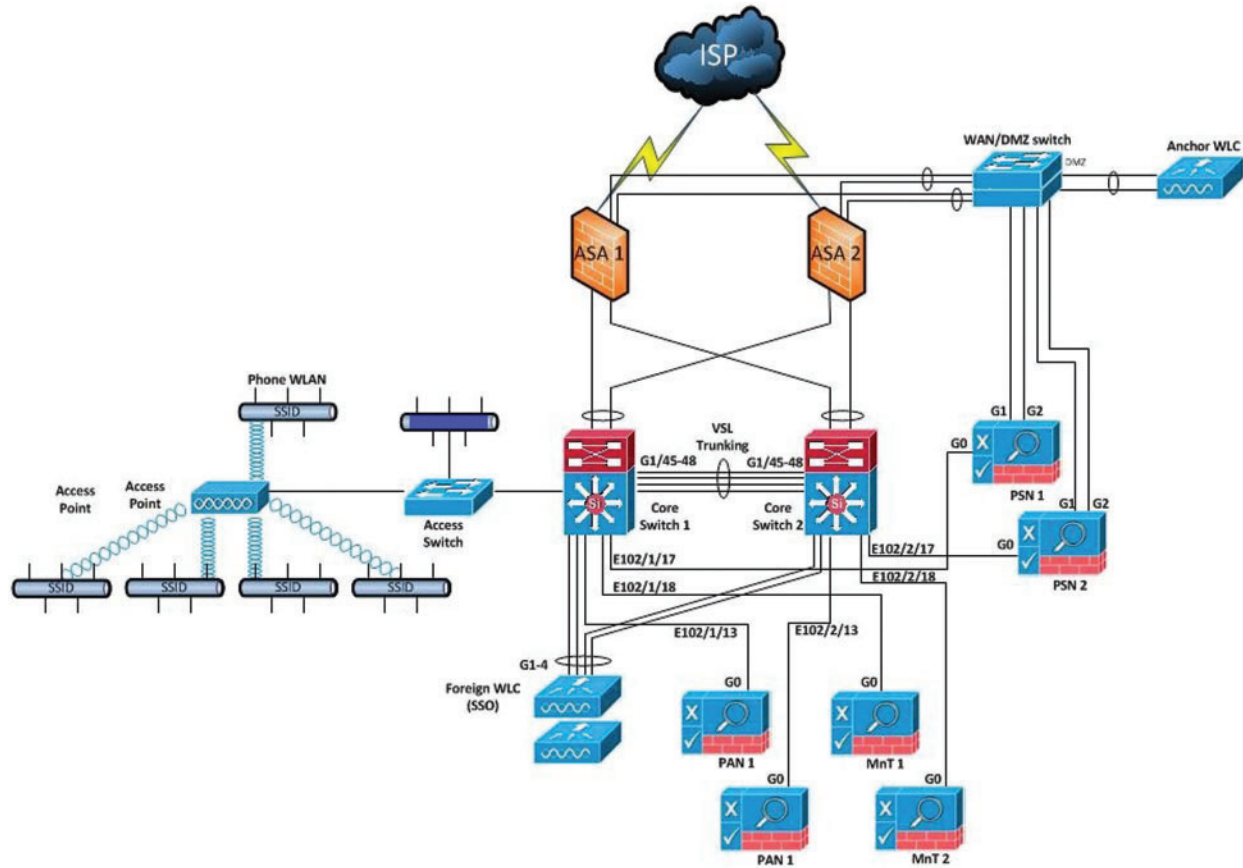 ISP
WAN/DMZ switch
DMZ
Anchor WLC
ASA 1
ASA 2
Phone WLAN
SSID
VSL
Trunking
G1/45-48
G1/45-48
G1
G2
G0
PSN 1
Access
Point
Access
Point
Access
Switch
Si
Core
Switch 1
Core
Switch 2
Si
G1
G2
G0
PSN 2
SSID
SSID
SSID
SSID
E102/1/17
E102/2/17
E102/1/18
E102/2/18
E102/1/13
E102/2/13
G1-4
Foreign WLC
(SSO)
G0
X
PAN 1
G0
X
MnT 1
G0
X
PAN 1
G0
X
MnT 2
X
X